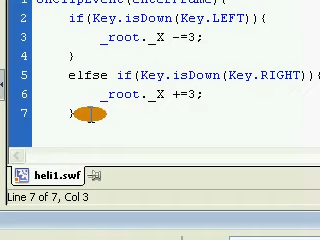 1 onClipEvent(enterFrame){
2 if(Key.isDown(Key.LEFT)){
3 _root._X -=3;
4 }
5 elfse if(Key.isDown(Key.RIGHT)){
6 _root._X +=3;
7 }
heli1.swf
Line 7 of 7, Col 3